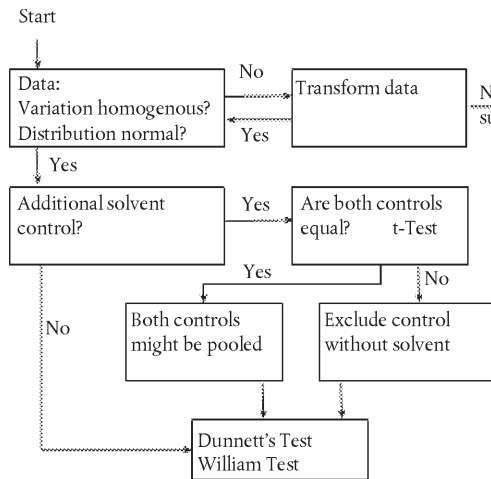 Start
Data:
Variation homogenous?
Distribution normal?
No
Yes
Transform data
Yes
Additional solvent
control?
Yes
Are both controls
equal? t-Test
Yes
No
No
Both controls
might be pooled
Exclude control
without solvent
Dunnett's Test
William Test